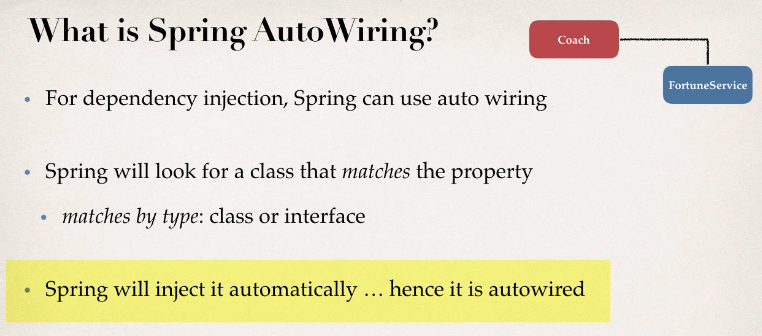 What is Spring AutoWiring?
Coach
FortuneService
• For dependency injection, Spring can use auto wiring
• Spring will look for a class that matches the property
• matches by type: class or interface
• Spring will inject it automatically … hence it is autowired